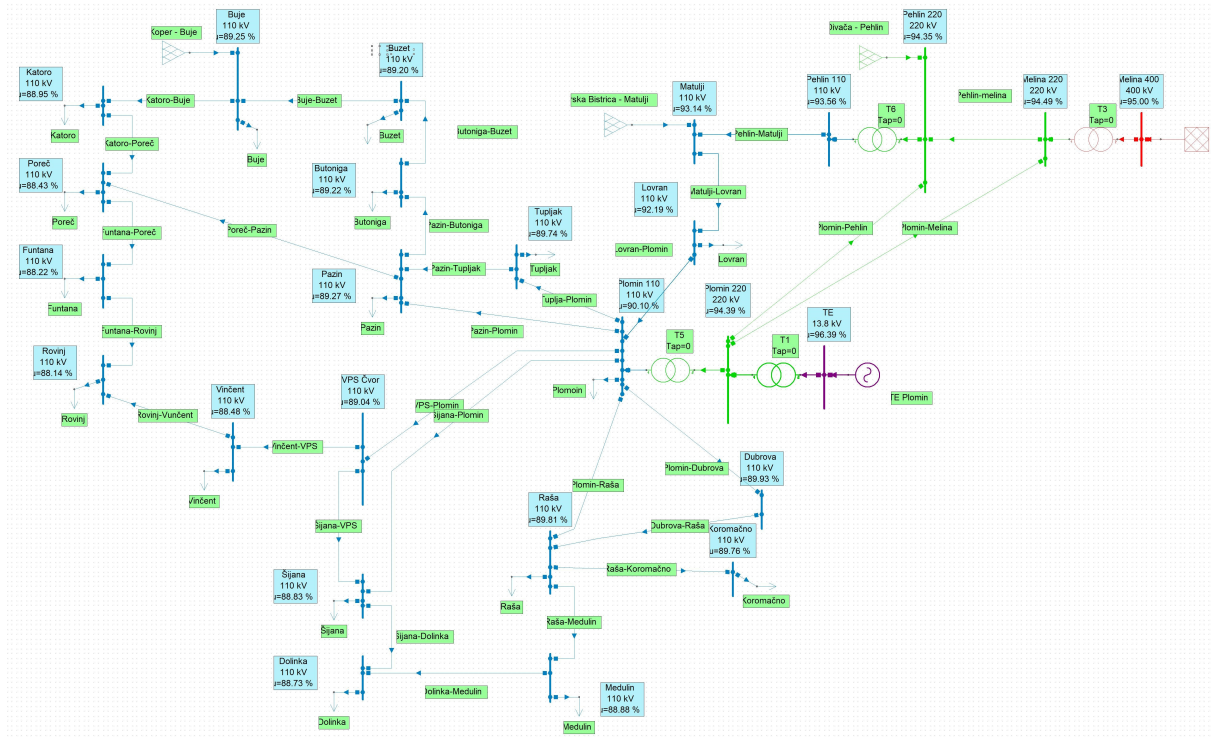 Buje
110 kV
u=89.25 %
Koper - Buje
Buzet
110 kV
u=89.20 %
Katoro
110 kV
u=88.95 %
Katoro-Buje
Buje-Buzet
Katoro
Buje
Buzet
Butoniga-Buzet
Katoro-Poreč
Poreč
110 kV
u=88.43 %
Butoniga
110 kV
u=89.22 %
Poreč
Butoniga
Funtana-Poreč
Poreč-Pazin
Pazin-Butoniga
Tupljak
110 kV
u=89.74 %
Funtana
110 kV
u=88.22 %
Pazin
110 kV
u=89.27 %
Pazin-Tupljak
Tupljak
Tuplja-Plomin
Funtana
Pazin
Pazin-Plomin
Funtana-Rovinj
Rovinj
110 kV
u=88.14 %
Rovinj
Rovinj-Vunčent
Vinčent
110 kV
u=88.48 %
VPS Čvor
110 kV
u=89.04 %
VPS-Plomin
Šijana-Plomin
Vinčent-VPS
Vinčent
Šijana-VPS
Šijana
110 kV
u=88.83 %
Šijana
Šijana-Dolinka
Dolinka
110 kV
u=88.73 %
Dolinka
Dolinka-Medulin
Medulin
110 kV
u=88.88 %
Medulin
Raša-Medulin
Raša
110 kV
u=89.81 %
Raša
Raša-Koromačno
Koromačno
110 kV
u=89.76 %
Koromačno
Dubrova-Raša
Plomin-Raša
Plomin-Dubrova
Dubrova
110 kV
u=89.93 %
Plomoin
Plomin 110
110 kV
u=90.10 %
T5
Tap=0
Plomin 220
220 kV
u=94.39 %
T1
Tap=0
TE
13.8 kV
u=96.39 %
TE Plomin
Lovran-Plomin
Lovran
110 kV
u=92.19 %
Lovran
Matulji-Lovran
rska Bistrica - Matulji
Matulji
110 kV
u=93.14 %
Pehlin-Matulji
Pehlin 110
110 kV
u=93.56 %
T6
Tap=0
Divača - Pehlin
Pehlin 220
220 kV
u=94.35 %
Pehlin-melina
Melina 220
220 kV
u=94.49 %
T3
Tap=0
Melina 400
400 kV
u=95.00 %
Plomin-Pehlin
Plomin-Melina